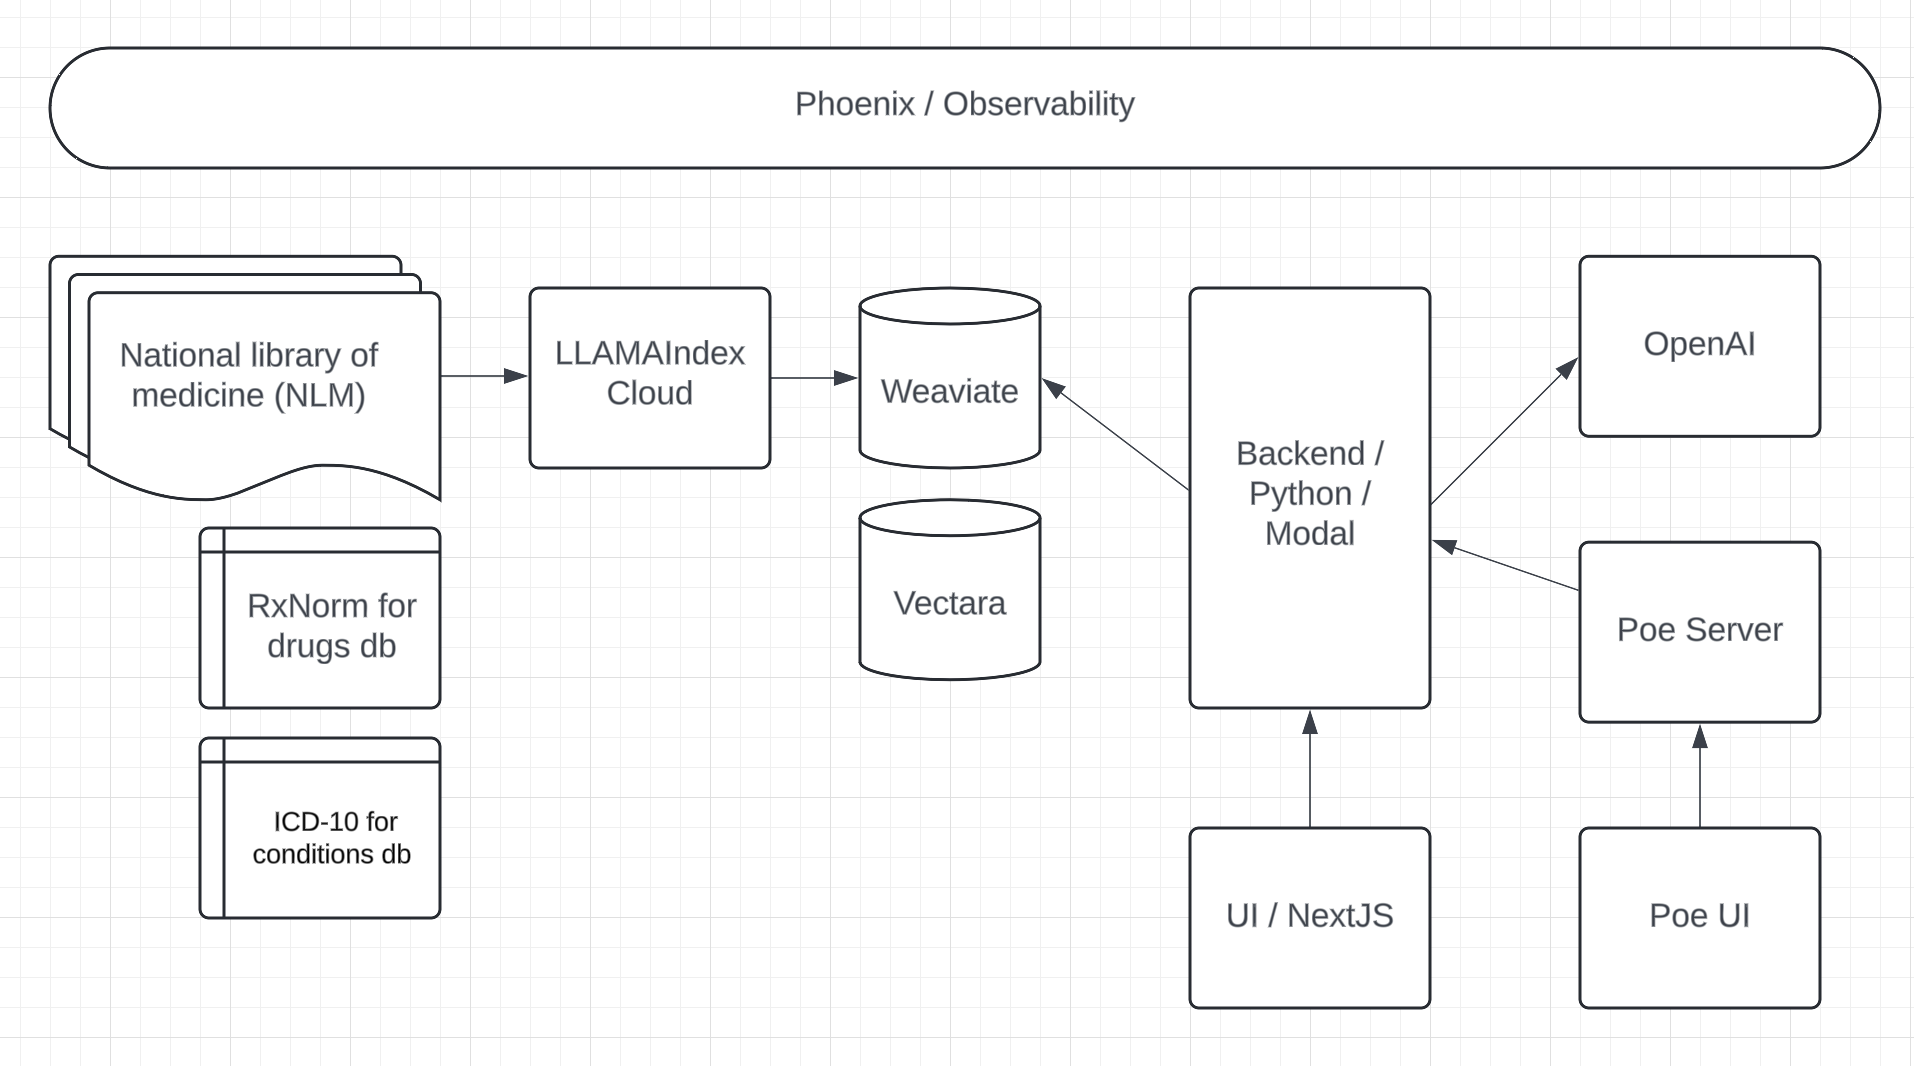 Phoenix / Observability
National library of
medicine (NLM)
LLAMAIndex
Cloud
Weaviate
Backend /
Python /
Modal
OpenAI
RxNorm for
drugs db
Vectara
Poe Server
ICD-10 for
conditions db
UI / NextJS
Poe UI